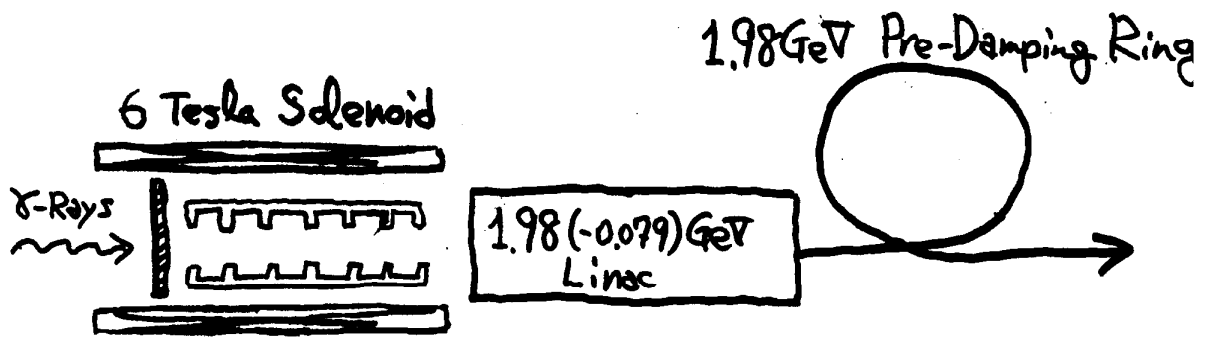 1.98GeV Pre-Damping Ring
6 Tesla Solenoid
γ-Rays
1.98(-0.079)GeV
Linac